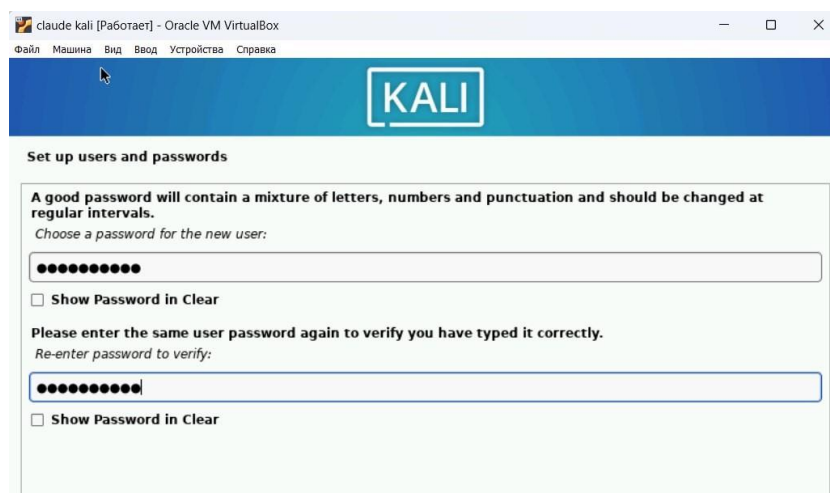 claude kali [Работает] - Oracle VM VirtualBox
Файл Машина Вид Ввод Устройства Справка
KALI
Set up users and passwords
A good password will contain a mixture of letters, numbers and punctuation and should be changed at
regular intervals.
Choose a password for the new user:
●●●●●●●●●●
Show Password in Clear
Please enter the same user password again to verify you have typed it correctly.
Re-enter password to verify:
●●●●●●●●●●
Show Password in Clear